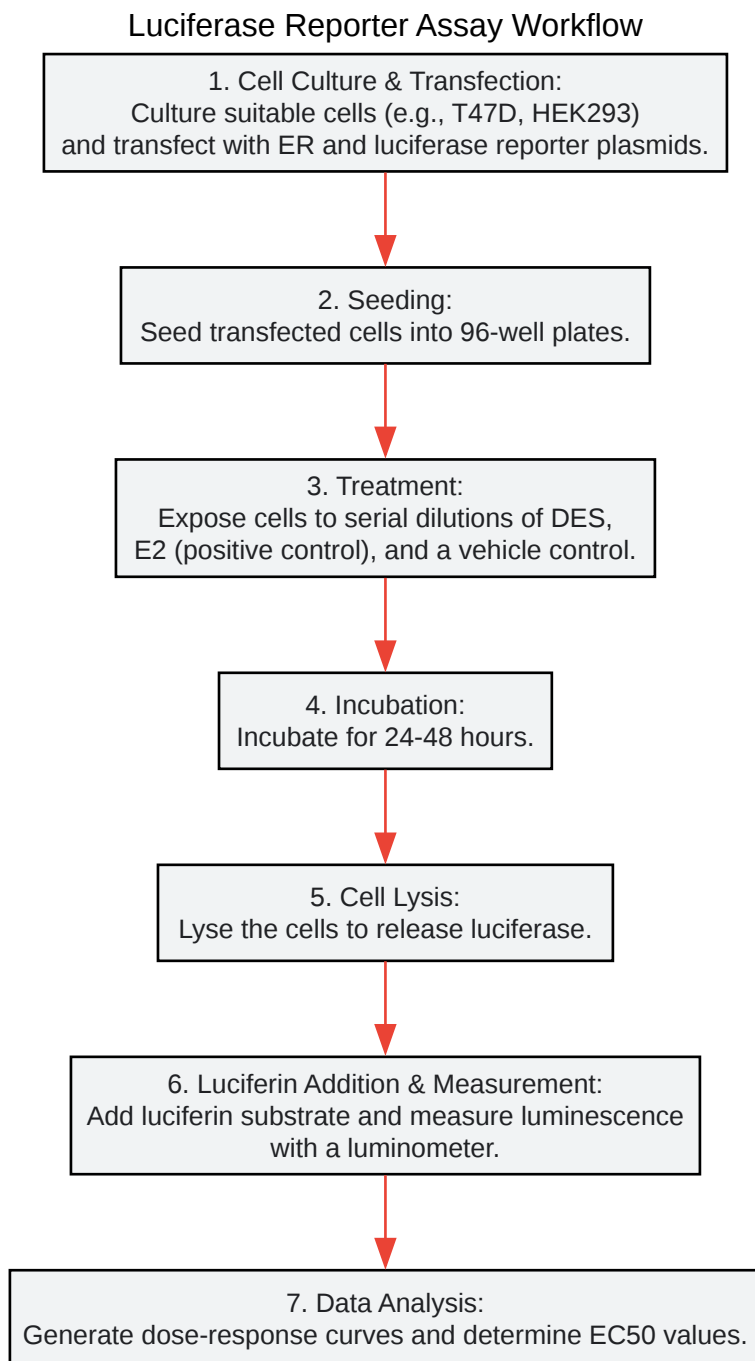 Luciferase Reporter Assay Workflow
1. Cell Culture & Transfection:
Culture suitable cells (e.g., T47D, HEK293)
and transfect with ER and luciferase reporter plasmids.
2. Seeding:
Seed transfected cells into 96-well plates.
3. Treatment:
Expose cells to serial dilutions of DES,
E2 (positive control), and a vehicle control.
4. Incubation:
Incubate for 24-48 hours.
5. Cell Lysis:
Lyse the cells to release luciferase.
6. Luciferin Addition & Measurement:
Add luciferin substrate and measure luminescence
with a luminometer.
7. Data Analysis:
Generate dose-response curves and determine EC50 values.